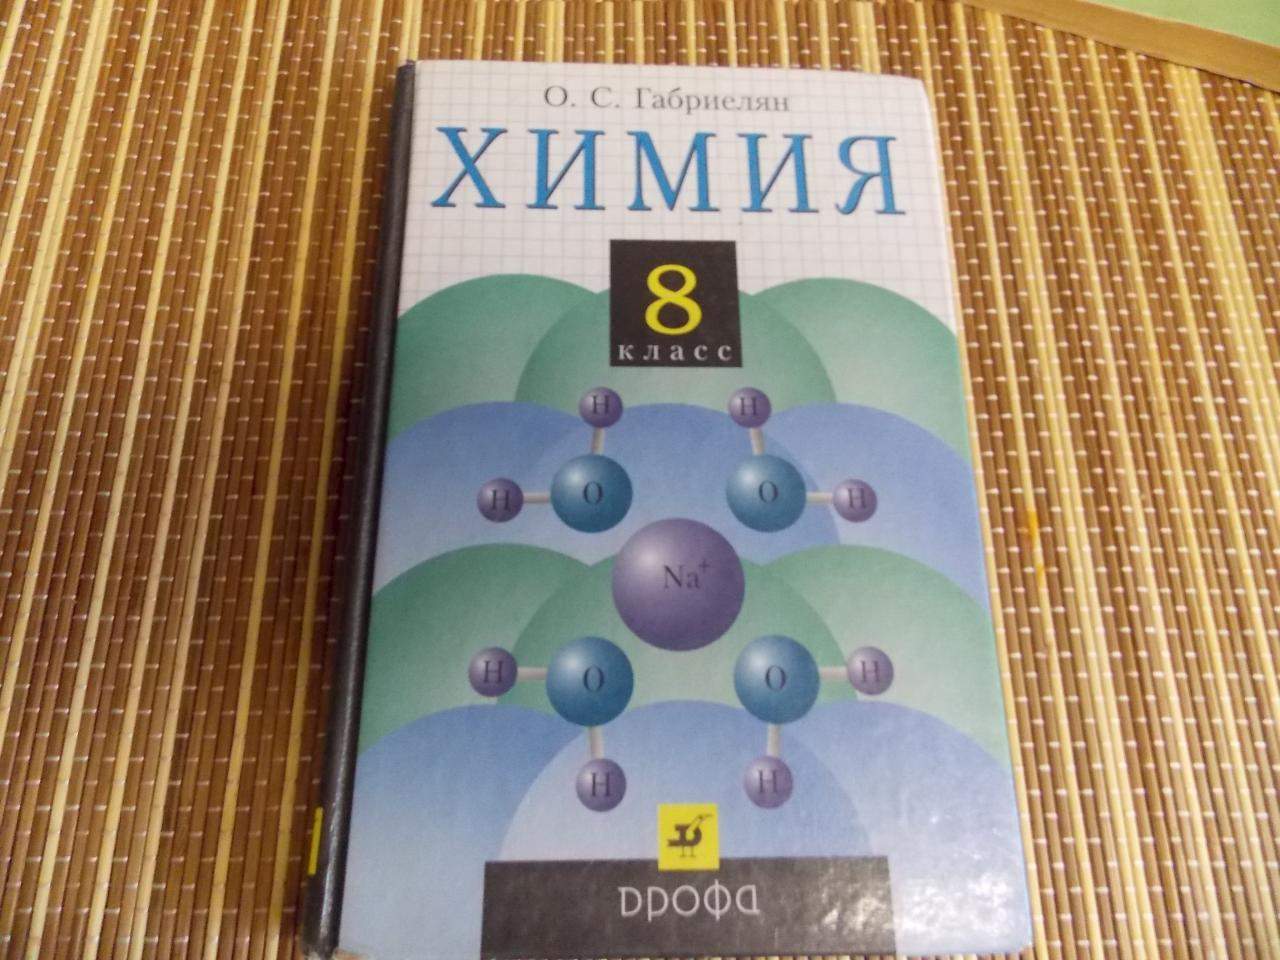 О. С. Габриелян
ХИМИЯ
8
класс
H H
H O O H
Na+
H O O H
H H
дрофа